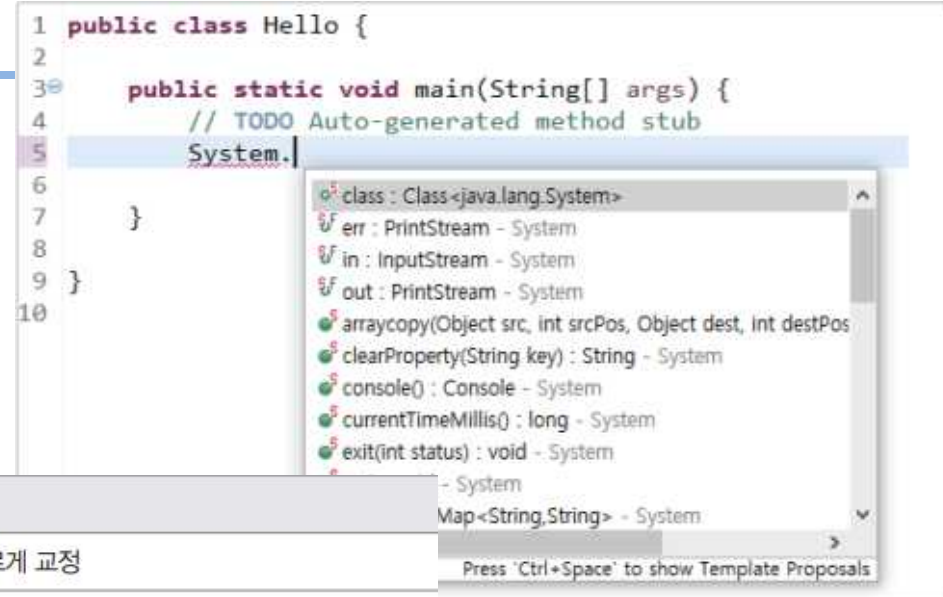 1 public class Hello {
2
3 public static void main(String[] args) {
4 // TODO Auto-generated method stub
5 System.
6
7 }
8
9 }
10
class : Class<java.lang.System>
err : PrintStream - System
in : InputStream - System
out : PrintStream - System
arraycopy(Object src, int srcPos, Object dest, int destPos
clearProperty(String key) : String - System
console() : Console - System
currentTimeMillis() : long - System
exit(int status) : void - System
- System
Map<String,String> - System
Press 'Ctrl+Space' to show Template Proposals
게 교정